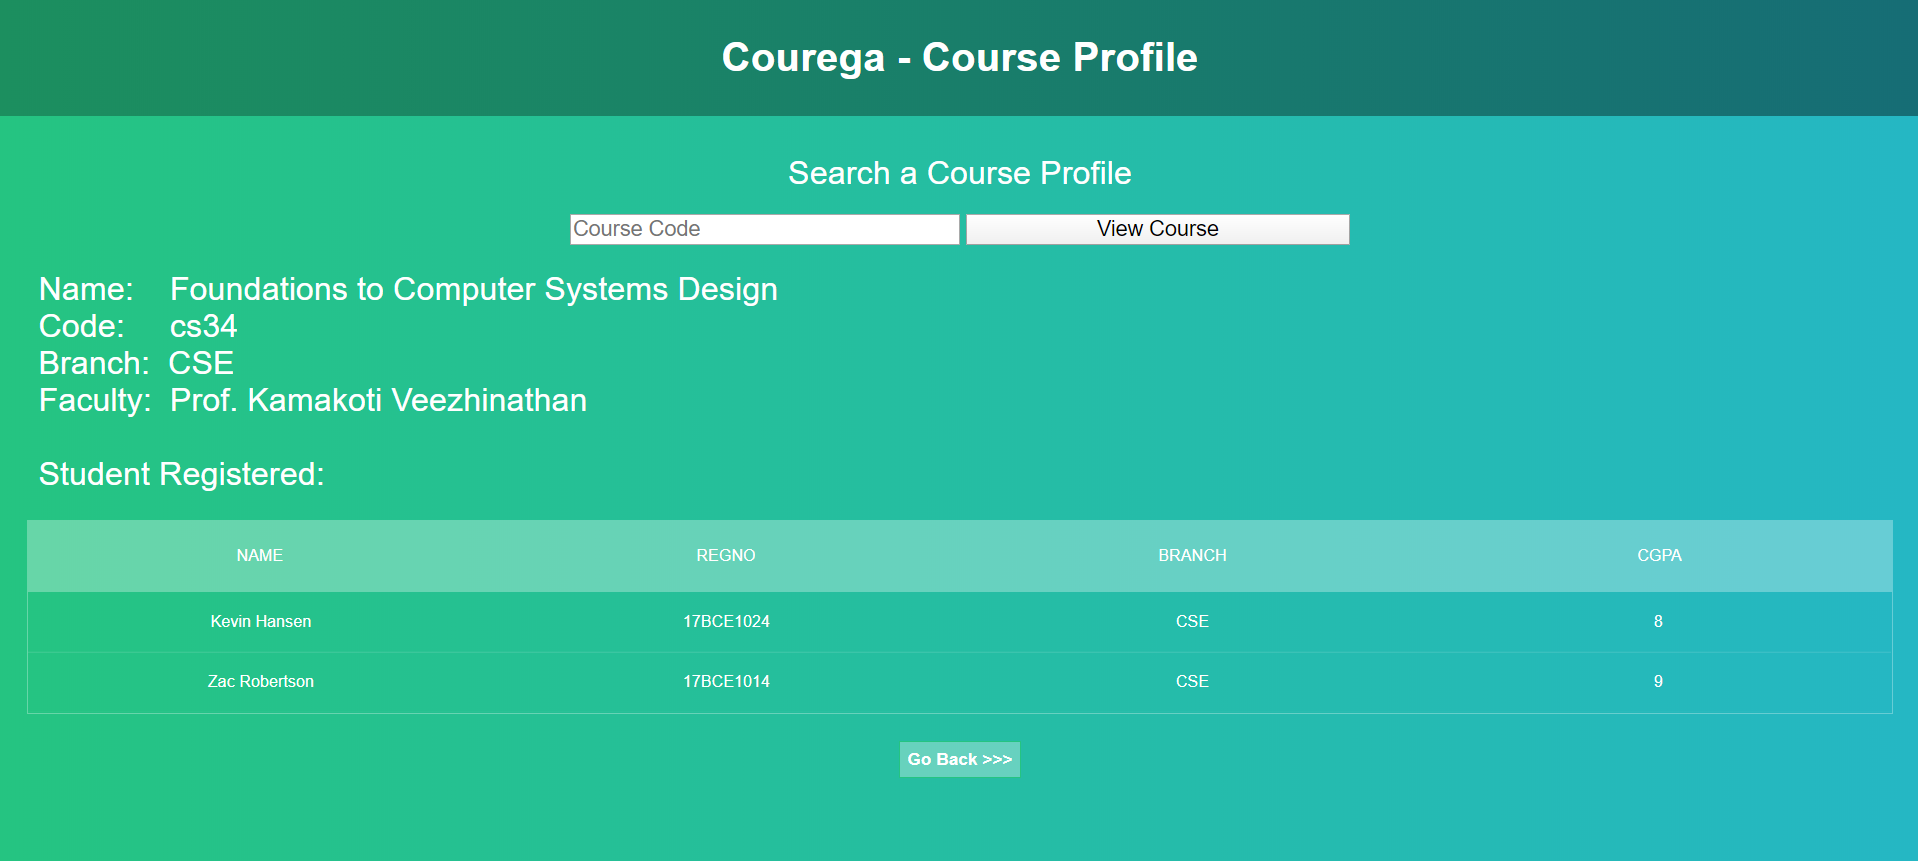 Courega - Course Profile
Search a Course Profile
Course Code View Course
Name: Foundations to Computer Systems Design
Code: cs34
Branch: CSE
Faculty: Prof. Kamakoti Veezhinathan
Student Registered:
NAME REGNO BRANCH CGPA
Kevin Hansen 17BCE1024 CSE 8
Zac Robertson 17BCE1014 CSE 9
Go Back >>>